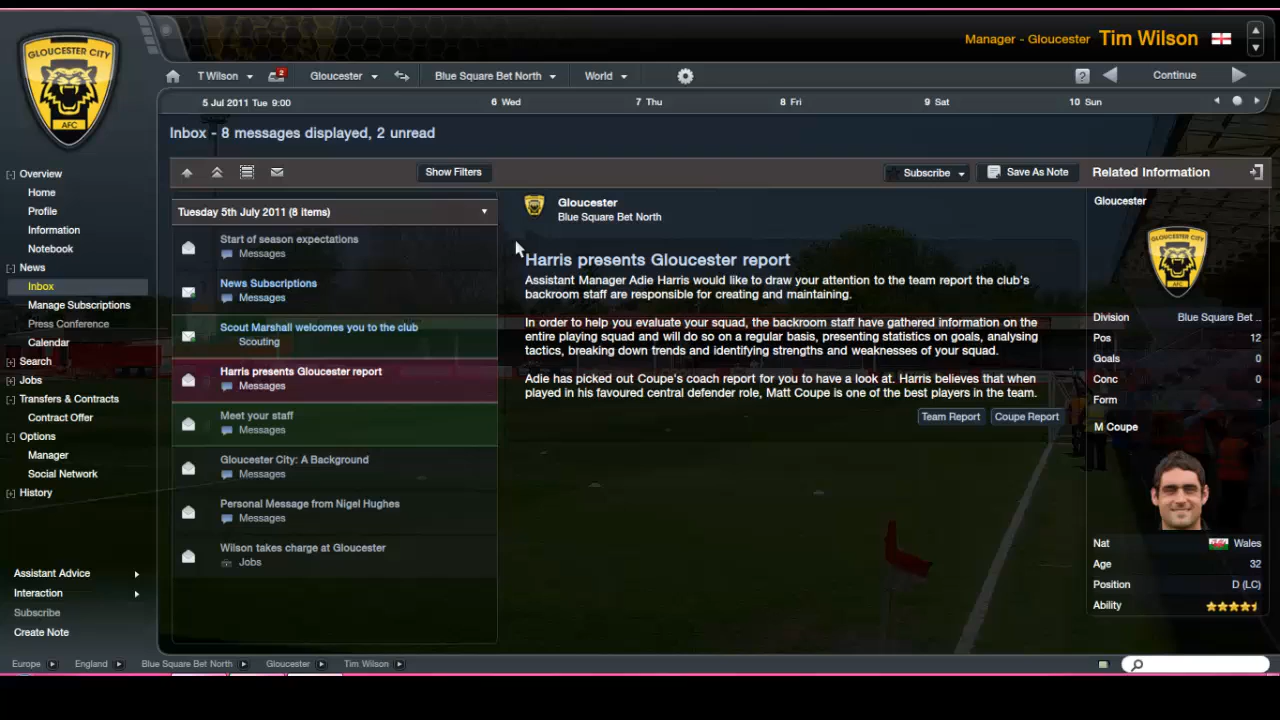 GLOUCESTER CITY
AFC
Manager - Gloucester Tim Wilson
T Wilson 2 Gloucester Blue Square Bet North World ? Continue
5 Jul 2011 Tue 9:00 6 Wed 7 Thu 8 Fri 9 Sat 10 Sun
Inbox - 8 messages displayed, 2 unread
Show Filters Subscribe Save As Note Related Information
[-] Overview
Home
Profile
Information
Notebook
[-] News
Inbox
Manage Subscriptions
Press Conference
Calendar
[+] Search
[+] Jobs
[-] Transfers & Contracts
Contract Offer
[-] Options
Manager
Social Network
[+] History
Assistant Advice
Interaction
Subscribe
Create Note
Tuesday 5th July 2011 (8 items)
Start of season expectations
Messages
News Subscriptions
Messages
Scout Marshall welcomes you to the club
Scouting
Harris presents Gloucester report
Messages
Meet your staff
Messages
Gloucester City: A Background
Messages
Personal Message from Nigel Hughes
Messages
Wilson takes charge at Gloucester
Jobs
Gloucester
Blue Square Bet North
Harris presents Gloucester report
Assistant Manager Adie Harris would like to draw your attention to the team report the club's
backroom staff are responsible for creating and maintaining.
In order to help you evaluate your squad, the backroom staff have gathered information on the
entire playing squad and will do so on a regular basis, presenting statistics on goals, analysing
tactics, breaking down trends and identifying strengths and weaknesses of your squad.
Adie has picked out Coupe's coach report for you to have a look at. Harris believes that when
played in his favoured central defender role, Matt Coupe is one of the best players in the team.
Team Report Coupe Report
Gloucester
GLOUCESTER CITY
AFC
Division Blue Square Bet ..
Pos 12
Goals 0
Conc 0
Form -
M Coupe
Nat Wales
Age 32
Position D (LC)
Ability
Europe England Blue Square Bet North Gloucester Tim Wilson